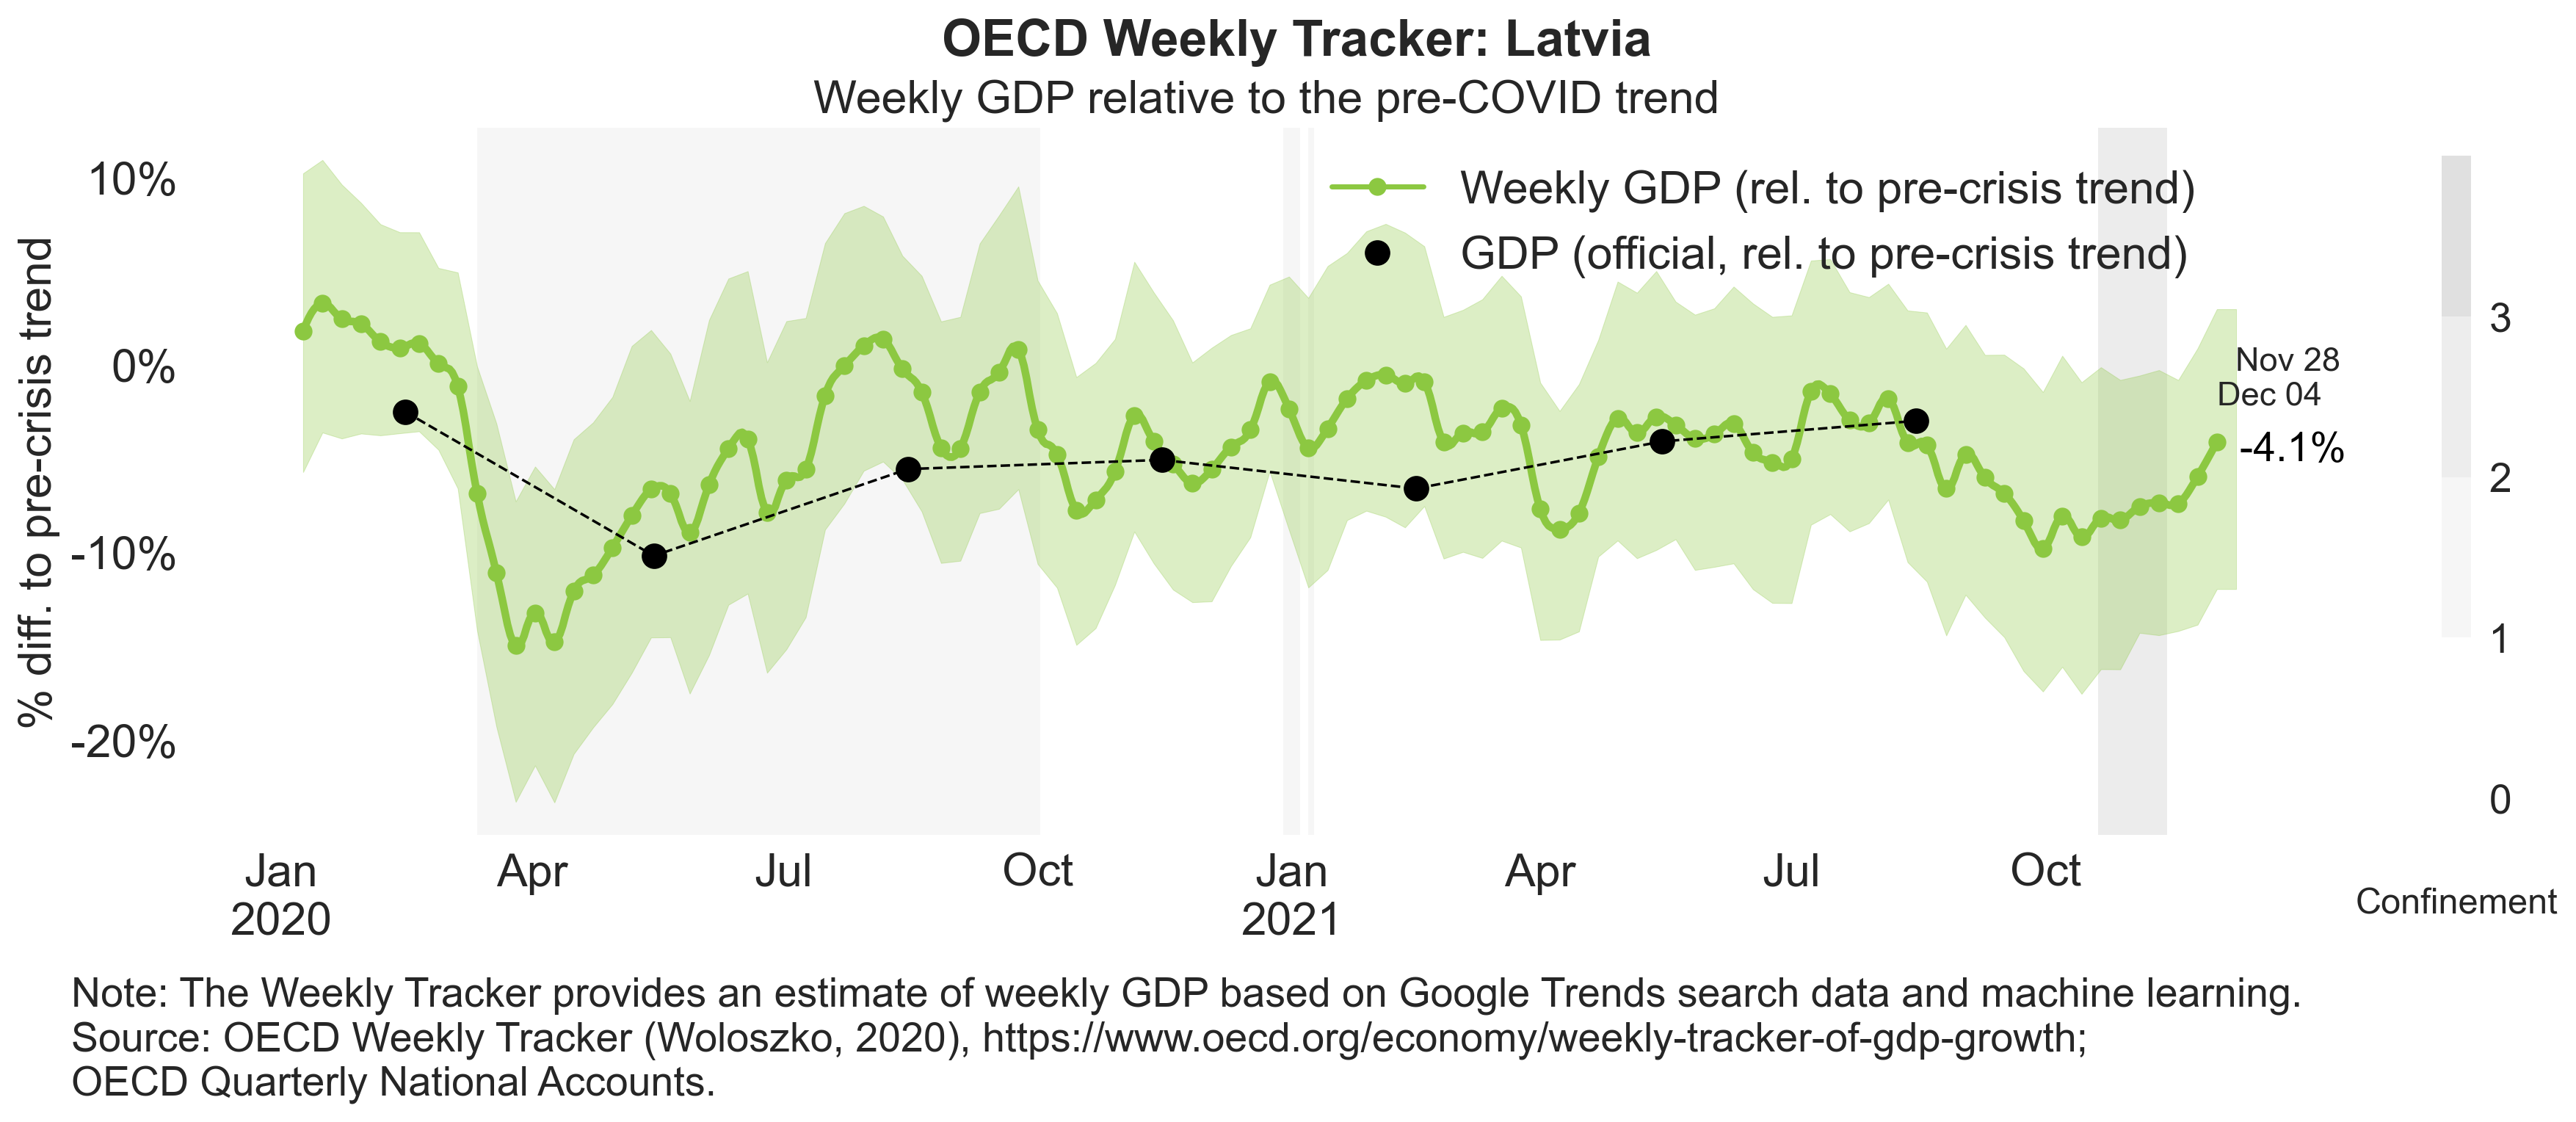 OECD Weekly Tracker: Latvia
Weekly GDP relative to the pre-COVID trend
% diff. to pre-crisis trend
10%
0%
-10%
-20%
Weekly GDP (rel. to pre-crisis trend)
GDP (official, rel. to pre-crisis trend)
Nov 28
Dec 04
-4.1%
3
2
1
0
Confinement
Jan
2020
Apr
Jul
Oct
Jan
2021
Apr
Jul
Oct
Note: The Weekly Tracker provides an estimate of weekly GDP based on Google Trends search data and machine learning.
Source: OECD Weekly Tracker (Woloszko, 2020), https://www.oecd.org/economy/weekly-tracker-of-gdp-growth;
OECD Quarterly National Accounts.